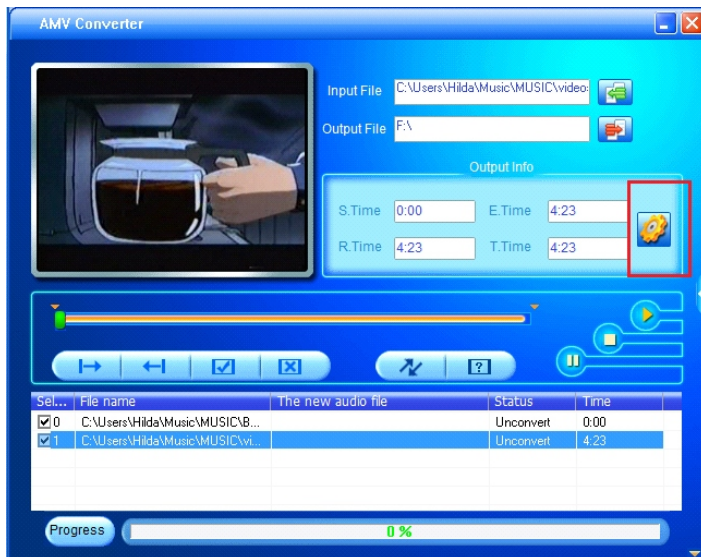 AMV Converter
Input File C:\Users\Hilda\Music\MUSIC\video:
Output File F:\
Output Info
S.Time 0:00 E.Time 4:23
R.Time 4:23 T.Time 4:23
Sel... File name The new audio file Status Time
0 C:\Users\Hilda\Music\MUSIC\B... Unconvert 0:00
1 C:\Users\Hilda\Music\MUSIC\vi... Unconvert 4:23
Progress 0 %